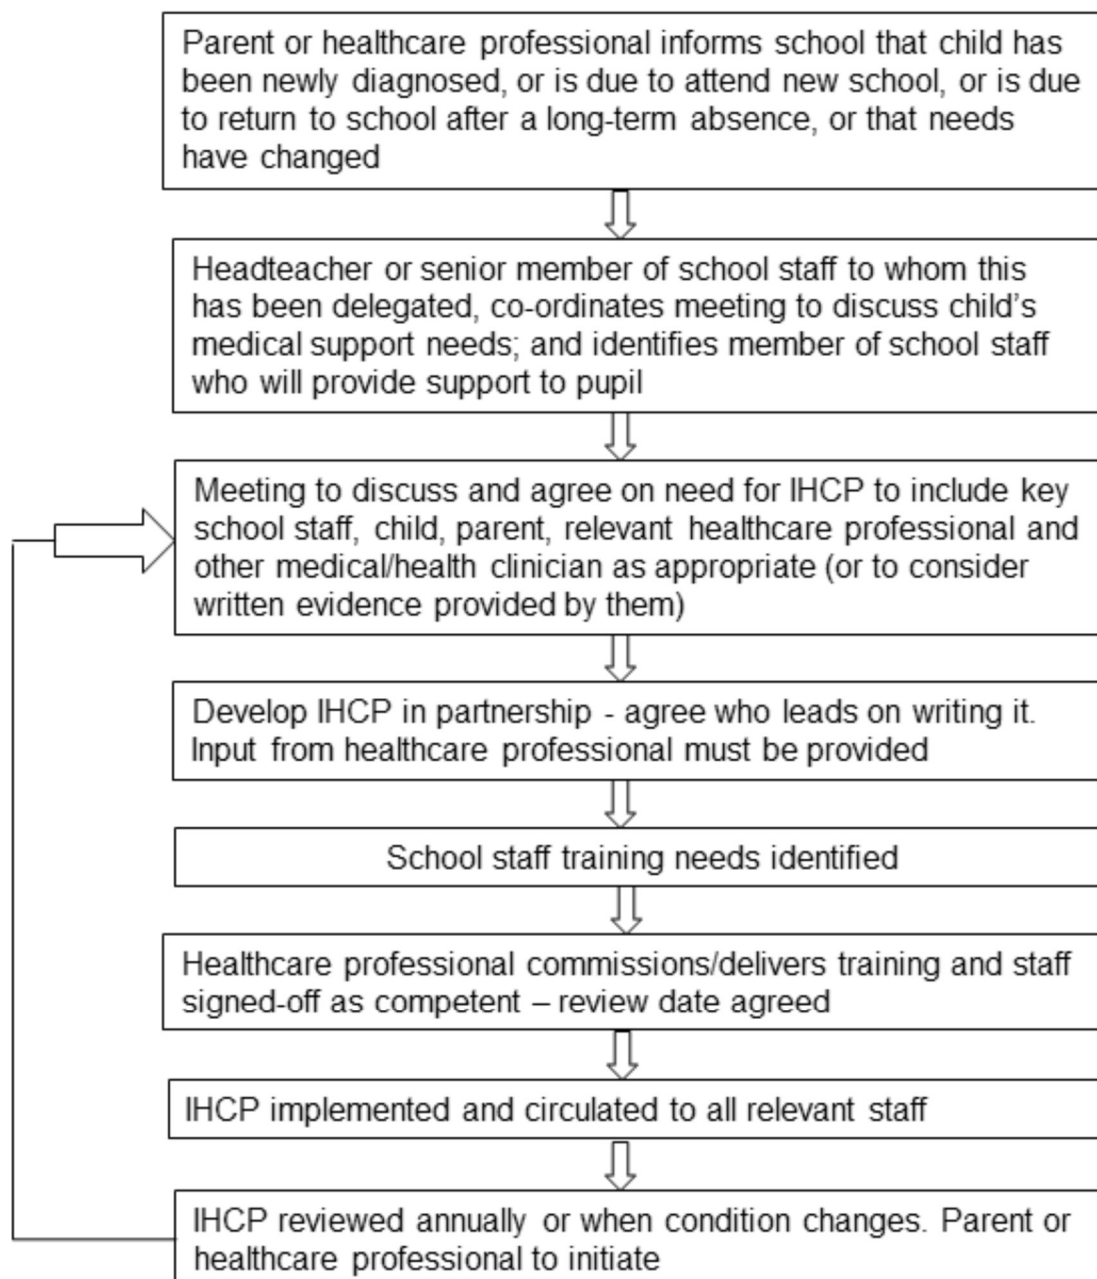 Parent or healthcare professional informs school that child has
been newly diagnosed, or is due to attend new school, or is due
to return to school after a long-term absence, or that needs
have changed
Headteacher or senior member of school staff to whom this
has been delegated, co-ordinates meeting to discuss child's
medical support needs; and identifies member of school staff
who will provide support to pupil
Meeting to discuss and agree on need for IHCP to include key
school staff, child, parent, relevant healthcare professional and
other medical/health clinician as appropriate (or to consider
written evidence provided by them)
Develop IHCP in partnership - agree who leads on writing it.
Input from healthcare professional must be provided
School staff training needs identified
Healthcare professional commissions/delivers training and staff
signed-off as competent – review date agreed
IHCP implemented and circulated to all relevant staff
IHCP reviewed annually or when condition changes. Parent or
healthcare professional to initiate